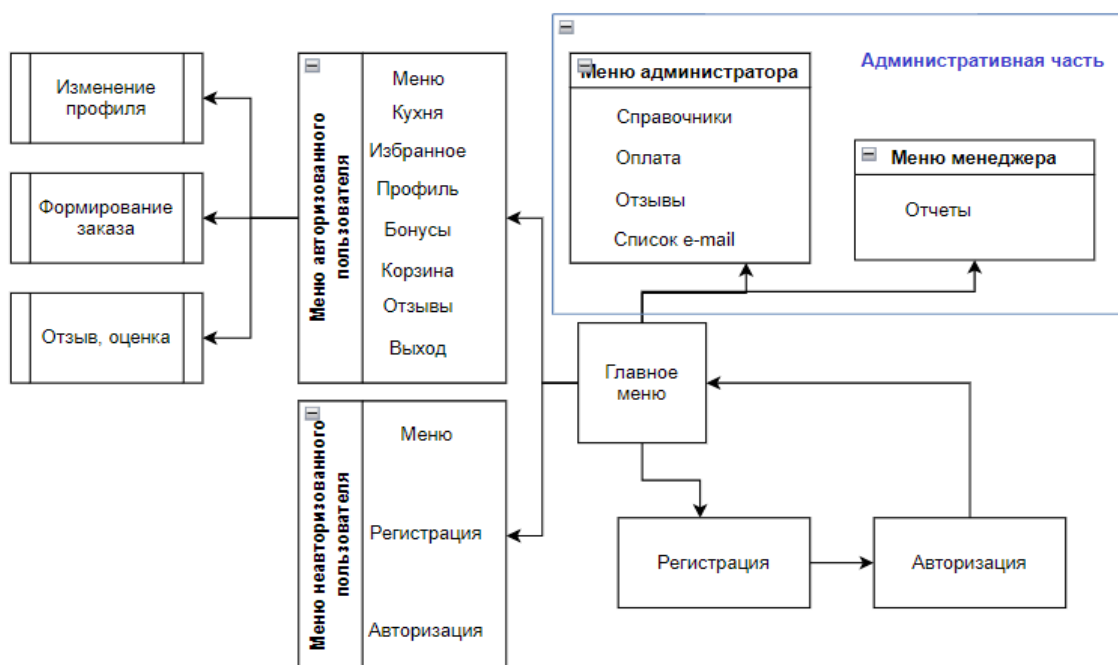 Изменение
профиля
Формирование
заказа
Отзыв, оценка
Меню авторизованного
пользователя
Меню
Кухня
Избранное
Профиль
Бонусы
Корзина
Отзывы
Выход
Меню неавторизованного
пользователя
Меню
Регистрация
Авторизация
Административная часть
Меню администратора
Справочники
Оплата
Отзывы
Список e-mail
Меню менеджера
Отчеты
Главное
меню
Регистрация
Авторизация